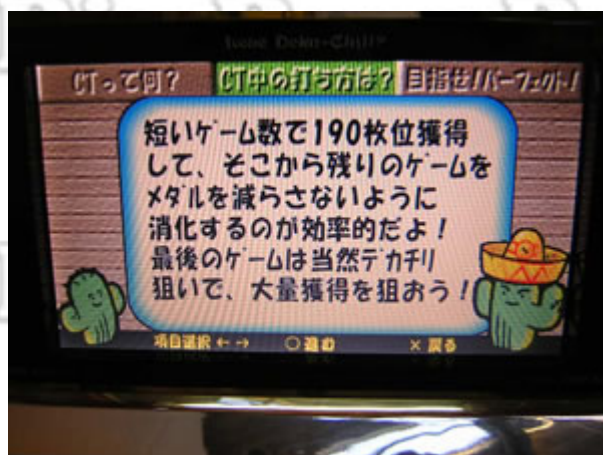 CTって何?
CT中の打ち方は?
目指せ!パーフェクト!
短いゲーム数で190枚位獲得
して、そこから残りのゲームを
メダルを減らさないように
消化するのが効率的だよ!
最後のゲームは当然デカチリ
狙いで、大量獲得を狙おう!
項目選択 ← → ○ 進む × 戻る